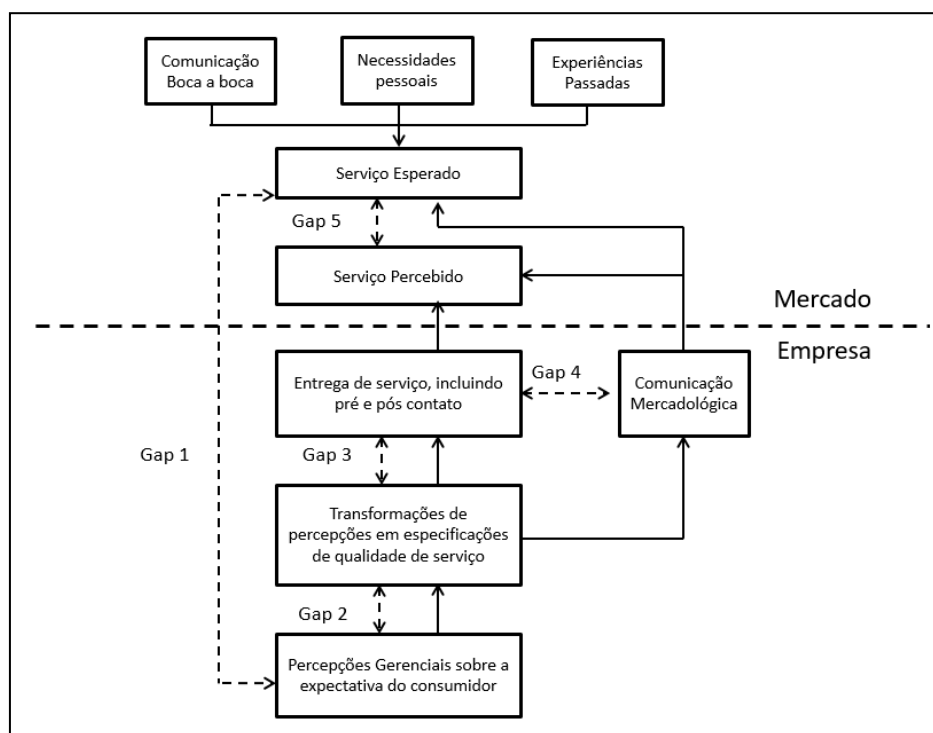 Comunicação
Boca a boca
Necessidades
pessoais
Experiências
Passadas
Serviço Esperado
Gap 5
Serviço Percebido
Mercado
Empresa
Entrega de serviço, incluindo
pré e pós contato
Gap 4
Comunicação
Mercadológica
Gap 1
Gap 3
Transformações de
percepções em especificações
de qualidade de serviço
Gap 2
Percepções Gerenciais sobre a
expectativa do consumidor